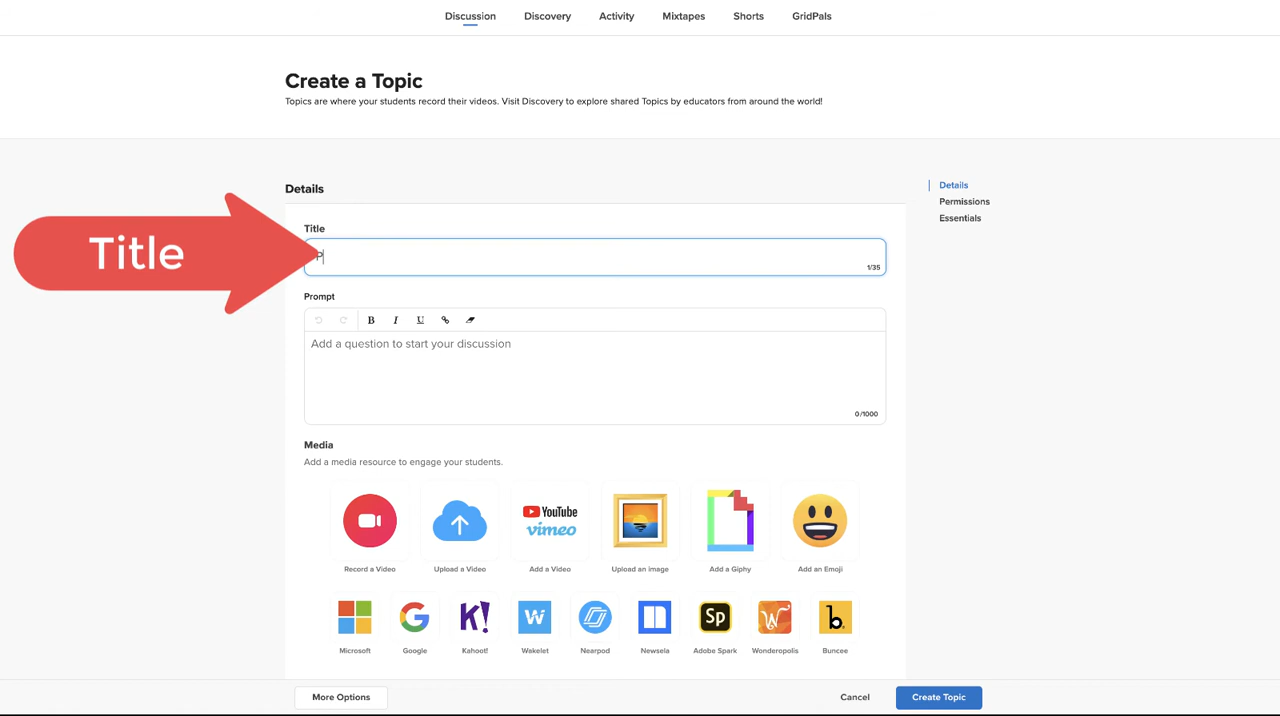 Discussion Discovery Activity Mixtapes Shorts GridPals
Create a Topic
Topics are where your students record their videos. Visit Discovery to explore shared Topics by educators from around the world!
Details
Details
Permissions
Essentials
Title
Title
P
1/35
Prompt
B I U
Add a question to start your discussion
0/1000
Media
Add a media resource to engage your students.
YouTube
vimeo
Record a Video Upload a Video Add a Video Upload an image Add a Giphy Add an Emoji
K! W Sp W b.
Microsoft Google Kahoot! Wakelet Nearpod Newsela Adobe Spark Wonderopolis Buncee
More Options Cancel Create Topic